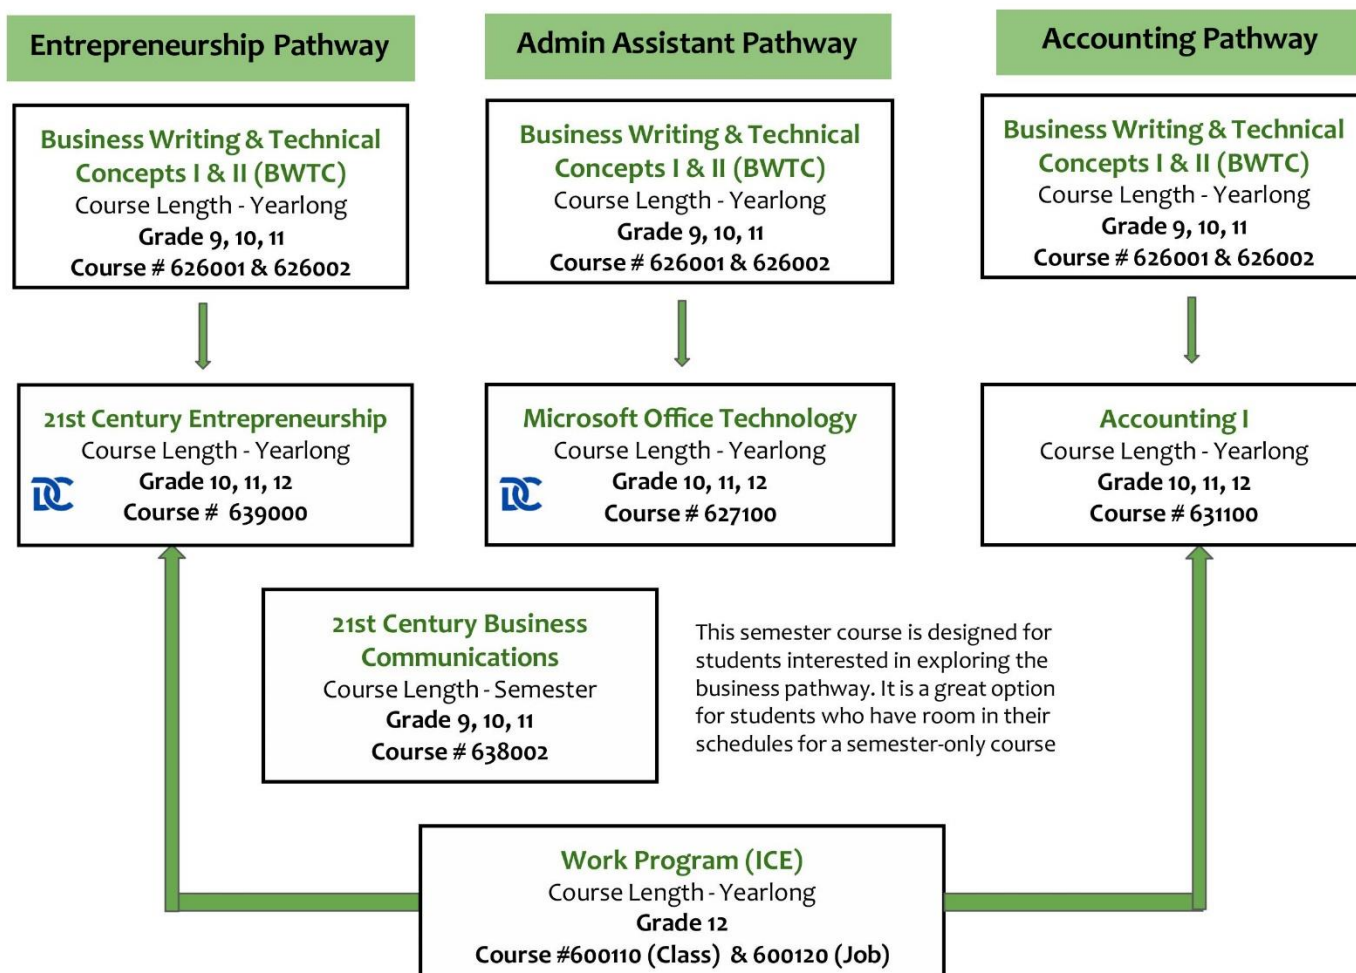 Entrepreneurship Pathway
Admin Assistant Pathway
Accounting Pathway
Business Writing & Technical
Concepts I & II (BWTC)
Course Length - Yearlong
Grade 9, 10, 11
Course # 626001 & 626002
Business Writing & Technical
Concepts I & II (BWTC)
Course Length - Yearlong
Grade 9, 10, 11
Course # 626001 & 626002
Business Writing & Technical
Concepts I & II (BWTC)
Course Length - Yearlong
Grade 9, 10, 11
Course # 626001 & 626002
21st Century Entrepreneurship
Course Length - Yearlong
Grade 10, 11, 12
DC
Course # 639000
Microsoft Office Technology
Course Length - Yearlong
Grade 10, 11, 12
DC
Course # 627100
Accounting I
Course Length - Yearlong
Grade 10, 11, 12
Course # 631100
21st Century Business
Communications
Course Length - Semester
Grade 9, 10, 11
Course # 638002
This semester course is designed for
students interested in exploring the
business pathway. It is a great option
for students who have room in their
schedules for a semester-only course
Work Program (ICE)
Course Length - Yearlong
Grade 12
Course #600110 (Class) & 600120 (Job)